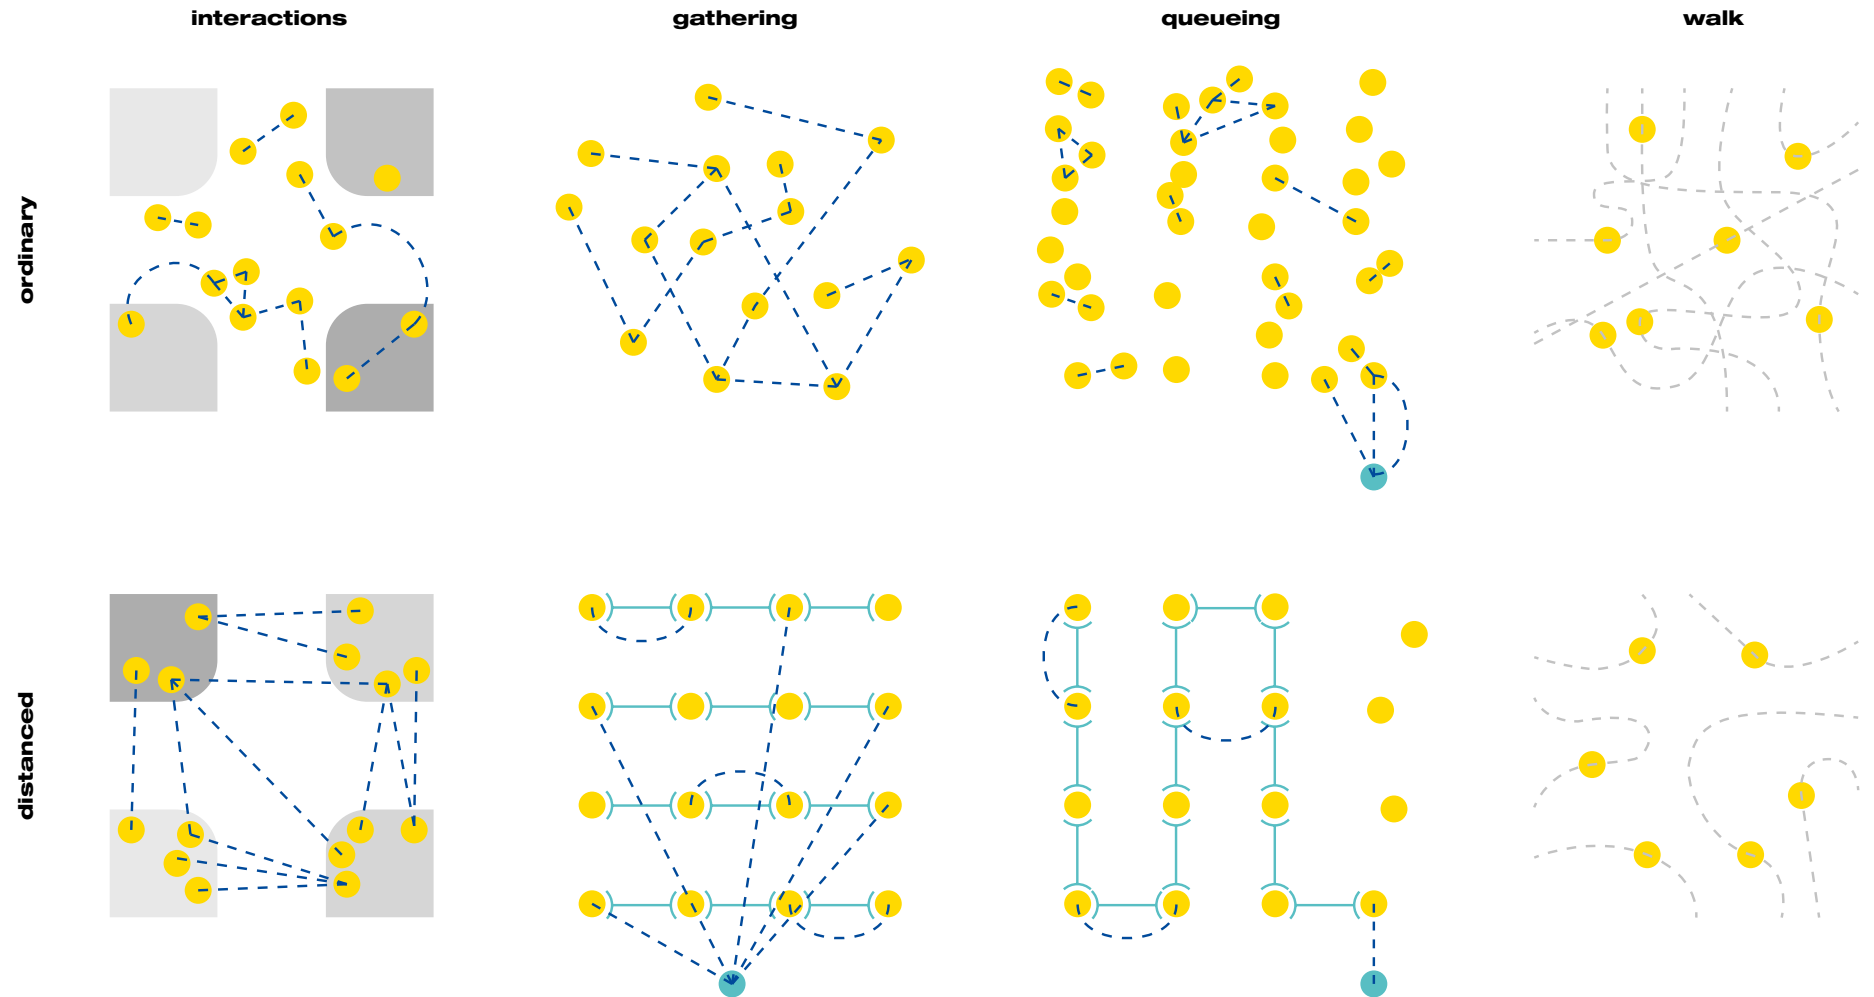 interactions
gathering
queueing
walk
ordinary
distanced